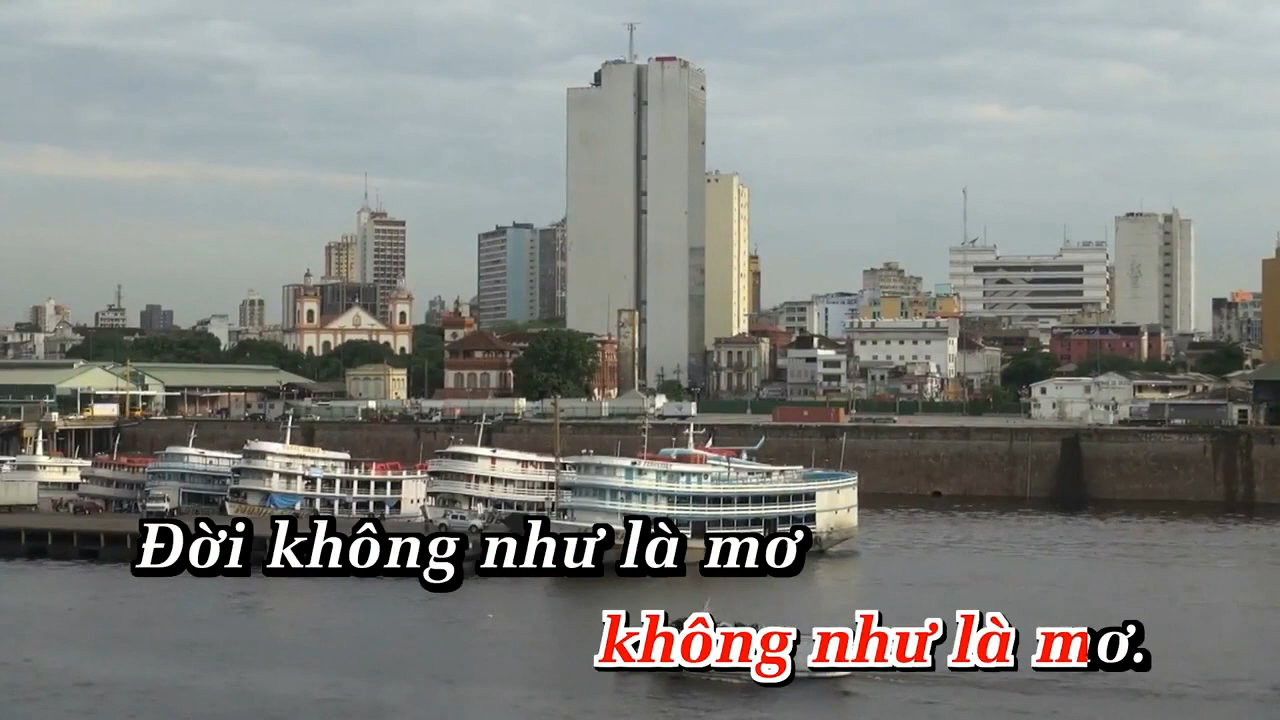 Đời không như là mơ
không như là mơ.